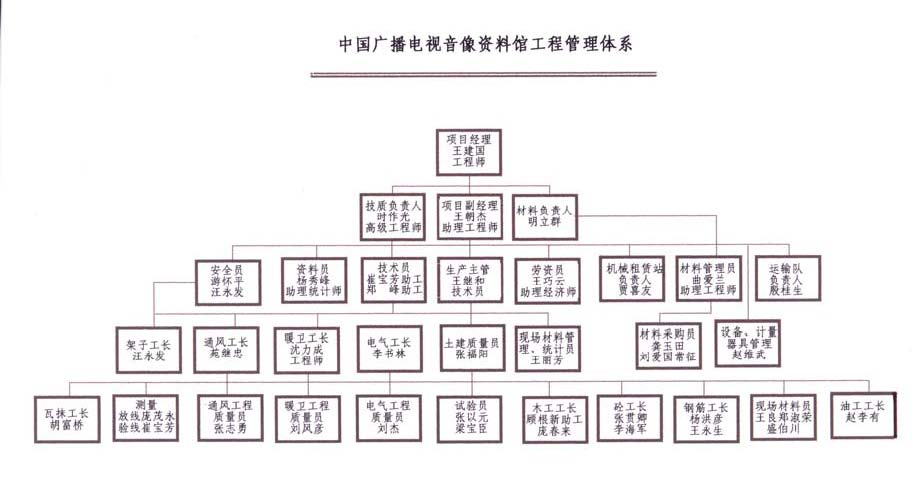 中国广播电视音像资料馆工程管理体系
项目经理
王建国
工程师
技质负责人
时作光
高级工程师
项目副经理
王朝杰
助理工程师
材料负责人
明立群
安全员
游怀平
汪永发
资料员
杨秀峰
助理统计师
技术员
崔宝芳助工
郑　峰助工
生产主管
王继和
技术员
劳资员
王巧云
助理经济师
机械租赁站
负责人
贾喜友
材料管理员
曲爱兰
助理工程师
运输队
负责人
殷桂生
架子工长
汪永发
通风工长
苑继忠
暖卫工长
沈力成
工程师
电气工长
李书林
土建质量员
张福阳
现场材料管
理、统计员
王丽芳
材料采购员
龚玉田
刘爱国常征
设备、计量
器具管理
赵维武
瓦抹工长
胡富桥
测量
放线庞茂永
验线崔宝芳
通风工程
质量员
张志勇
暖卫工程
质量员
刘风彦
电气工程
质量员
刘杰
试验员
张以元
梁宝臣
木工工长
顾根新助工
庞春来
砼工长
张贯卿
李海军
钢筋工长
杨洪彦
王永生
现场材料员
王良郑淑荣
盛伯川
油工工长
赵李有